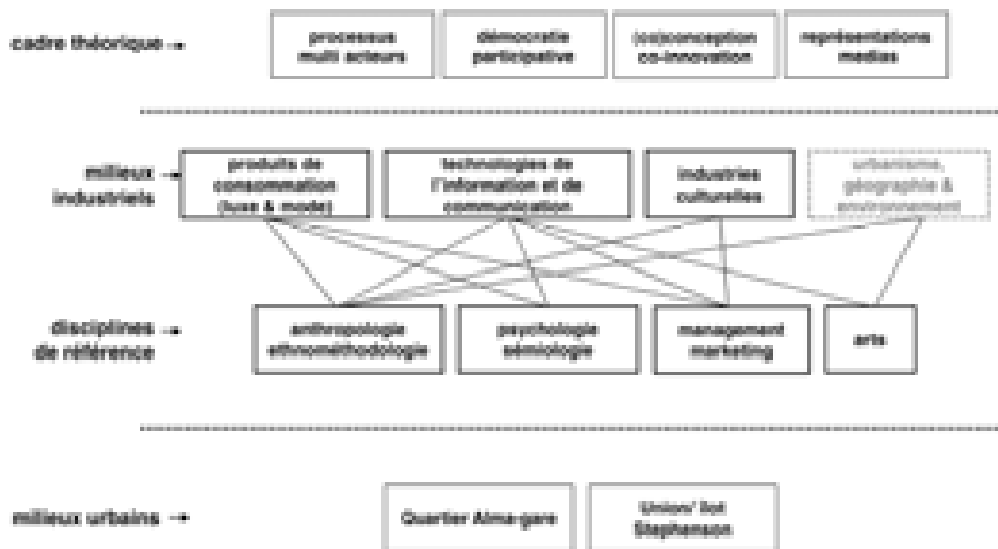 cadre théorique →
processus
multi acteurs
démocratie
participative
(co)conception
co-innovation
représentations
medias
milieux
industriels →
produits de
consommation
(luxe & mode)
technologies de
l'information et de
communication
industries
culturelles
urbanisme,
géographie &
environnement
disciplines
de référence →
anthropologie
ethnométhodologie
psychologie
sémiologie
management
marketing
arts
milieux urbains →
Quartier Alma-gare
Union/ îlot
Stephenson